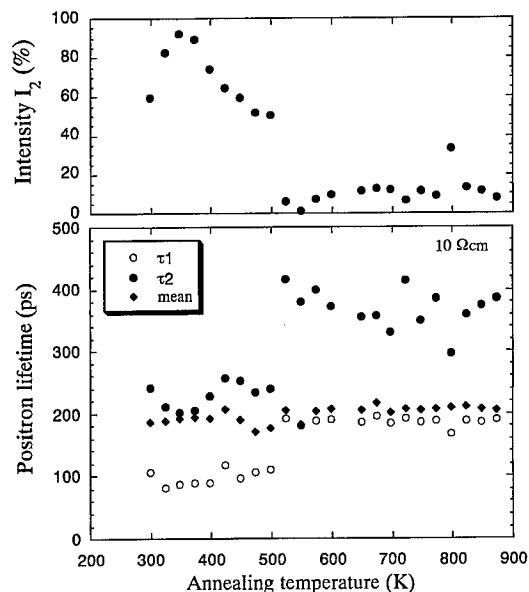 100
80
60
40
20
0
Intensity I2 (%)
500
400
300
200
100
0
Positron lifetime (ps)
τ1
τ2
mean
10 Ωcm
200 300 400 500 600 700 800 900
Annealing temperature (K)